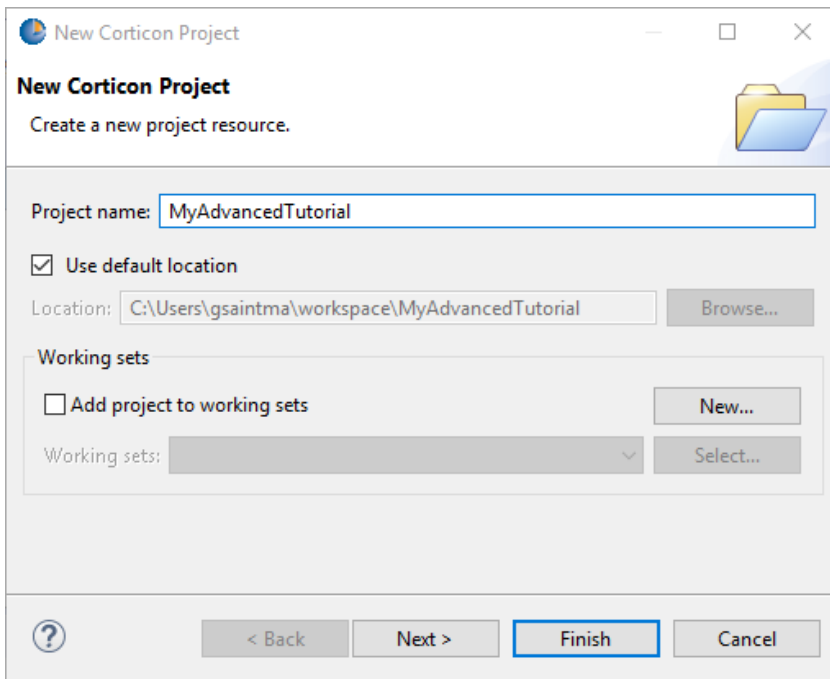 New Corticon Project
New Corticon Project
Create a new project resource.
Project name: MyAdvancedTutorial
Use default location
Location: C:\Users\gsaintma\workspace\MyAdvancedTutorial Browse...
Working sets
Add project to working sets New...
Working sets: Select...
? < Back Next > Finish Cancel